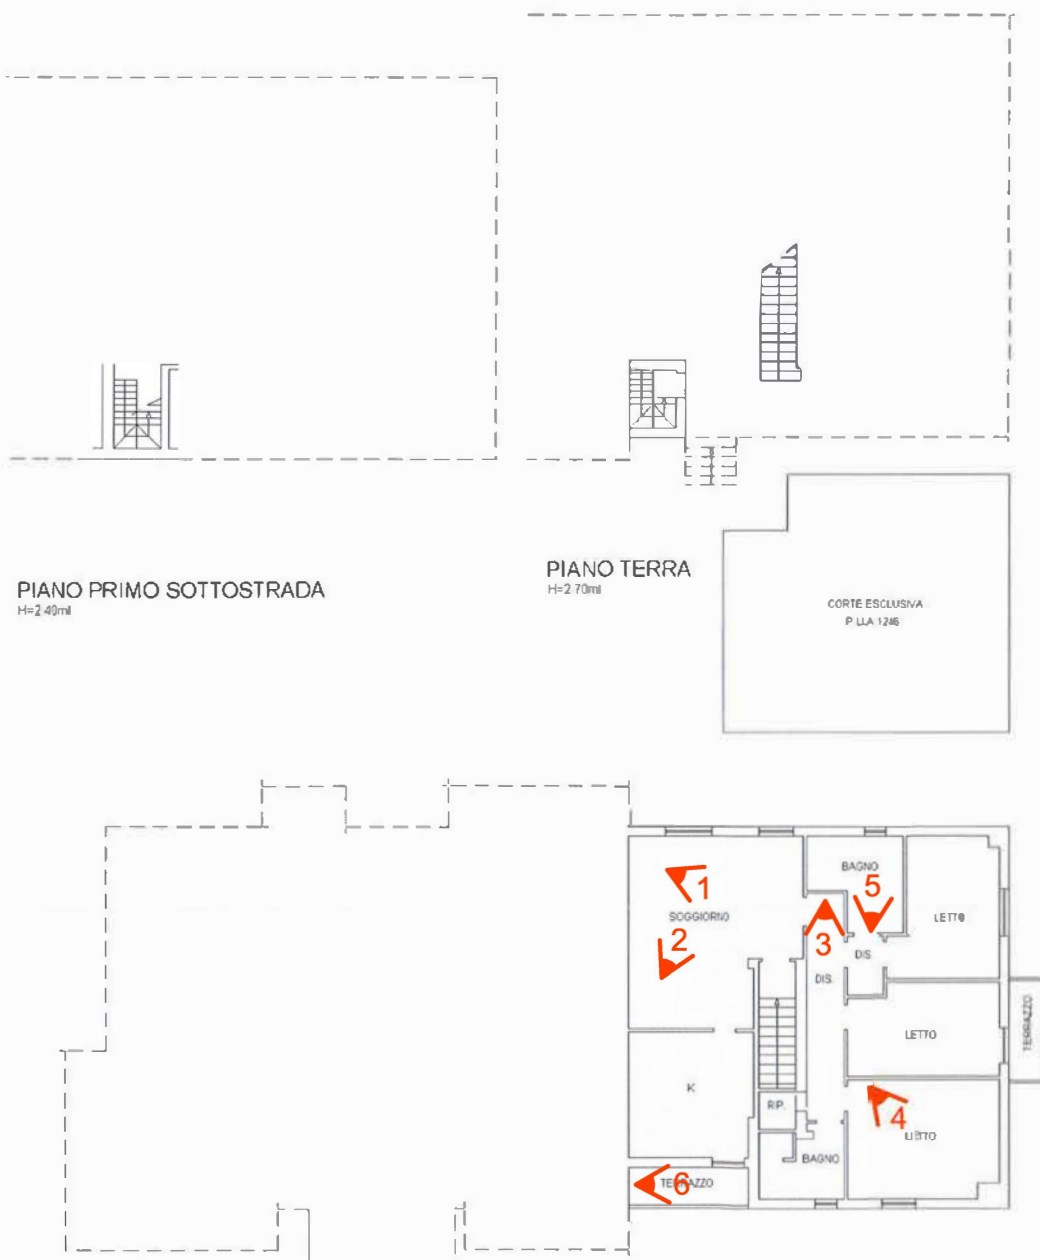 PIANO PRIMO SOTTOSTRADA
H=2.40ml
PIANO TERRA
H=2.70ml
CORTE ESCLUSIVA
P.LLA 1246
BAGNO
1
5
SOGGIORNO
LETTO
2
3
DIS.
DIS.
TERRAZZO
LETTO
K
RIP.
4
LETTO
BAGNO
TERRAZZO
6